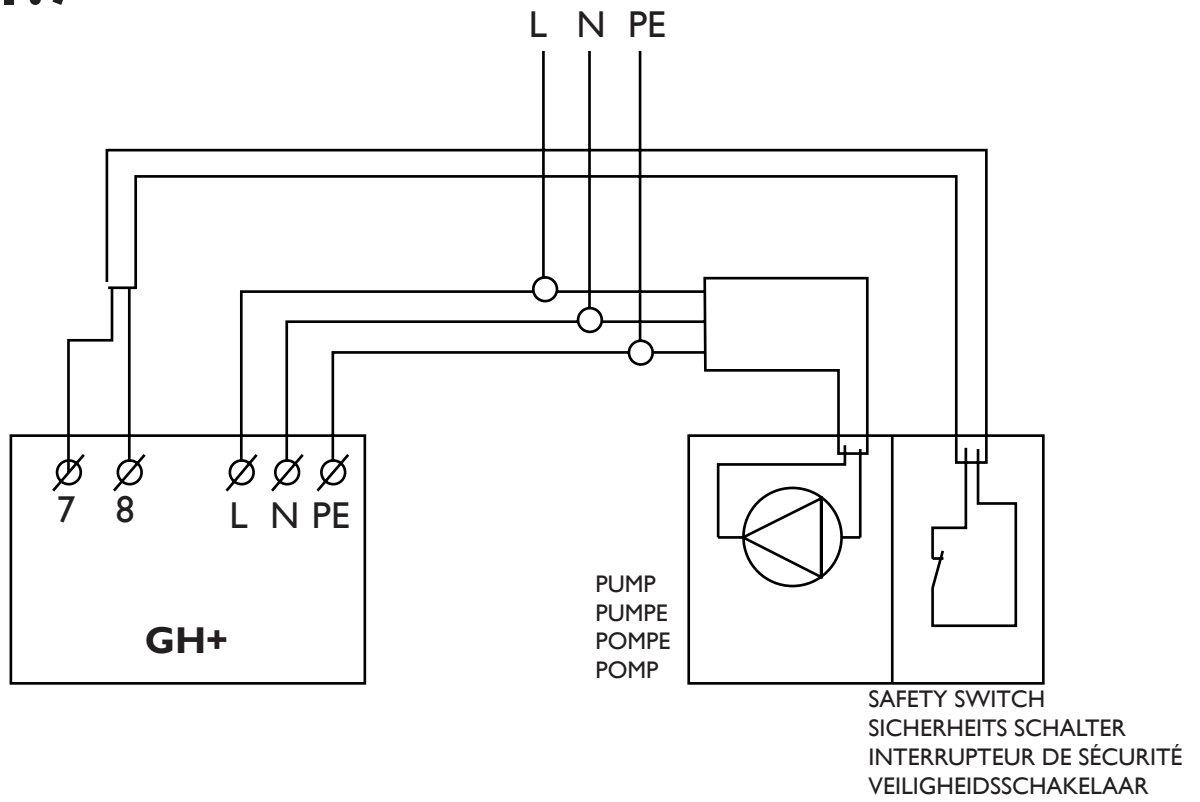 L N PE
7 8 L N PE
GH+
PUMP
PUMPE
POMPE
POMP
SAFETY SWITCH
SICHERHEITS SCHALTER
INTERRUPTEUR DE SÉCURITÉ
VEILIGHEIDSSCHAKELAAR